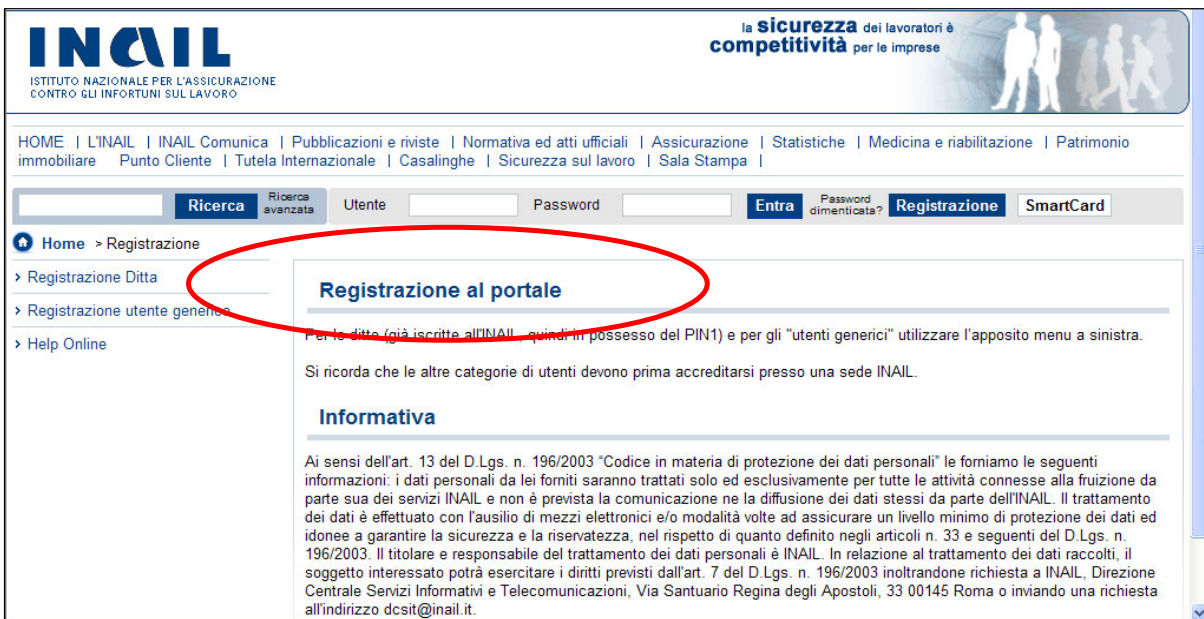 INAIL
ISTITUTO NAZIONALE PER L'ASSICURAZIONE
CONTRO GLI INFORTUNI SUL LAVORO
la sicurezza dei lavoratori è
competitività per le imprese
HOME | L'INAIL | INAIL Comunica | Pubblicazioni e riviste | Normativa ed atti ufficiali | Assicurazione | Statistiche | Medicina e riabilitazione | Patrimonio
immobiliare Punto Cliente | Tutela Internazionale | Casalinghe | Sicurezza sul lavoro | Sala Stampa |
Ricerca Ricerca avanzata Utente Password Entra Password dimenticata? Registrazione SmartCard
Home > Registrazione
> Registrazione Ditta
> Registrazione utente generico
> Help Online
Registrazione al portale
Per le ditte (già iscritte all'INAIL, quindi in possesso del PIN1) e per gli "utenti generici" utilizzare l'apposito menu a sinistra.
Si ricorda che le altre categorie di utenti devono prima accreditarsi presso una sede INAIL.
Informativa
Ai sensi dell'art. 13 del D.Lgs. n. 196/2003 "Codice in materia di protezione dei dati personali" le forniamo le seguenti
informazioni: i dati personali da lei forniti saranno trattati solo ed esclusivamente per tutte le attività connesse alla fruizione da
parte sua dei servizi INAIL e non è prevista la comunicazione ne la diffusione dei dati stessi da parte dell'INAIL. Il trattamento
dei dati è effettuato con l'ausilio di mezzi elettronici e/o modalità volte ad assicurare un livello minimo di protezione dei dati ed
idonee a garantire la sicurezza e la riservatezza, nel rispetto di quanto definito negli articoli n. 33 e seguenti del D.Lgs. n.
196/2003. Il titolare e responsabile del trattamento dei dati personali è INAIL. In relazione al trattamento dei dati raccolti, il
soggetto interessato potrà esercitare i diritti previsti dall'art. 7 del D.Lgs. n. 196/2003 inoltrandone richiesta a INAIL, Direzione
Centrale Servizi Informativi e Telecomunicazioni, Via Santuario Regina degli Apostoli, 33 00145 Roma o inviando una richiesta
all'indirizzo dcsit@inail.it.